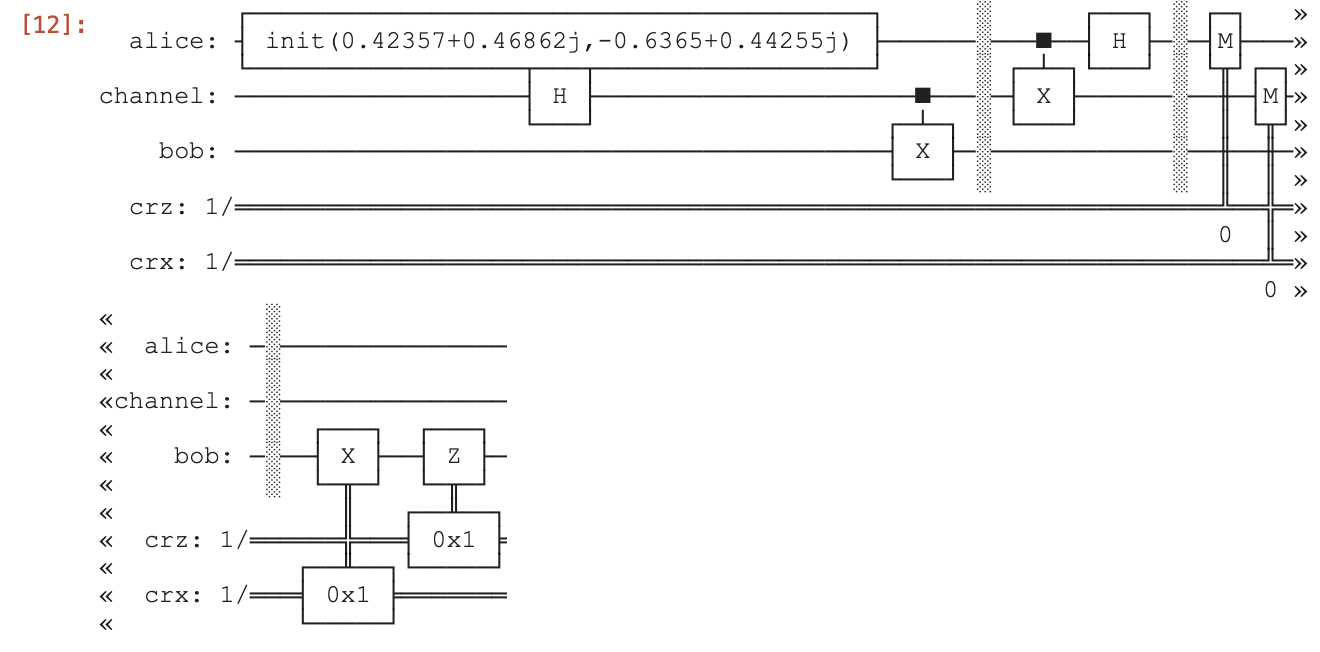 [12]:
»
alice: init(0.42357+0.46862j,-0.6365+0.44255j) H M »
»
channel: H X M »
»
bob: X »
»
crz: 1/ »
0 »
crx: 1/ »
0 »
«
« alice:
«
«channel:
«
« bob: X Z
«
«
« crz: 1/ 0x1
«
« crx: 1/ 0x1
«